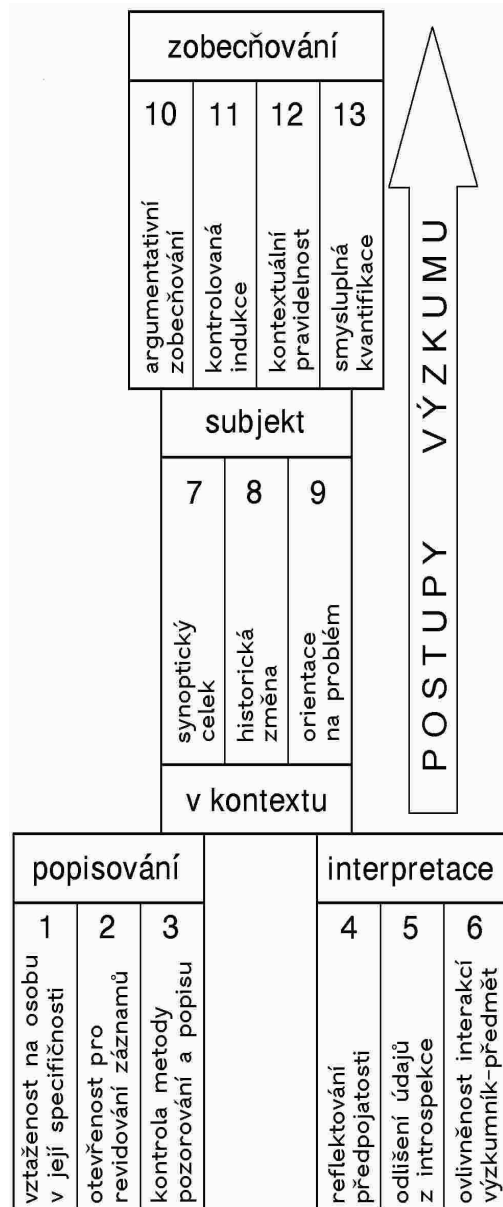 zobecňování
10
11
12
13
argumentativní
zobecňování
kontrolovaná
indukce
kontextuální
pravidelnost
smysluplná
kvantifikace
subjekt
7
8
9
synoptický
celek
historická
změna
orientace
na problém
v kontextu
popisování
1
2
3
vztaženost na osobu
v její specifičnosti
otevřenost pro
revidování záznamů
kontrola metody
pozorování a popisu
interpretace
4
5
6
reflektování
předpojatosti
odlišení údajů
z introspekce
ovlivněnost interakcí
výzkumník-předmět
POSTUPY VÝZKUMU